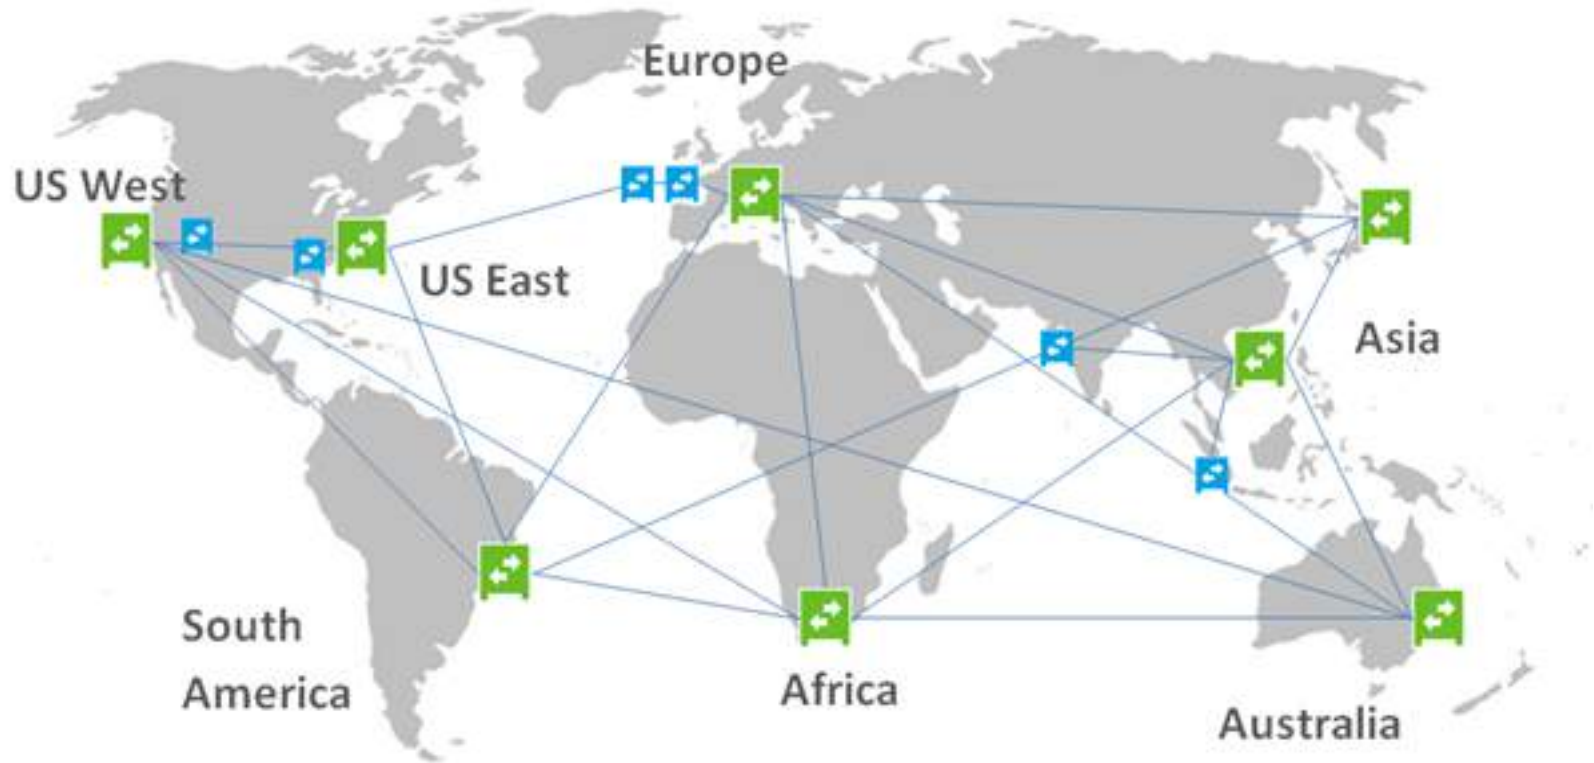 Europe
US West
US East
Asia
South
America
Africa
Australia